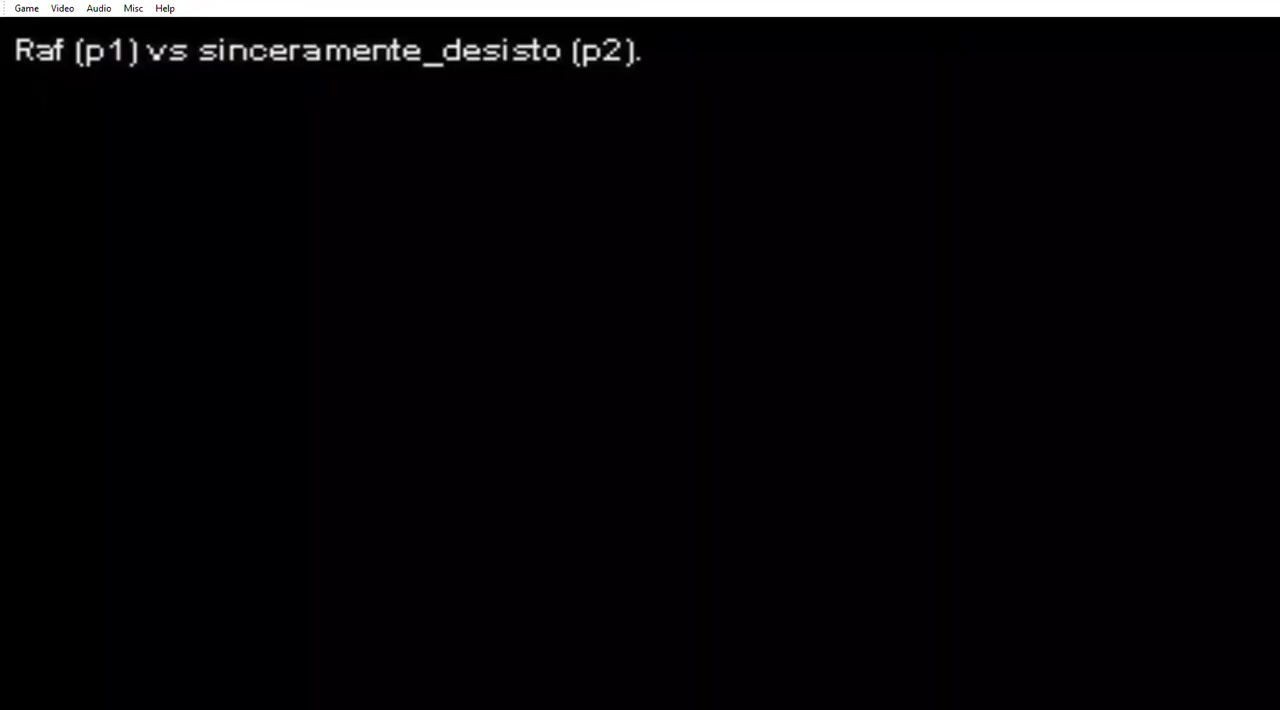 Game Video Audio Misc Help
Raf (p1) vs sinceramente_desisto (p2).